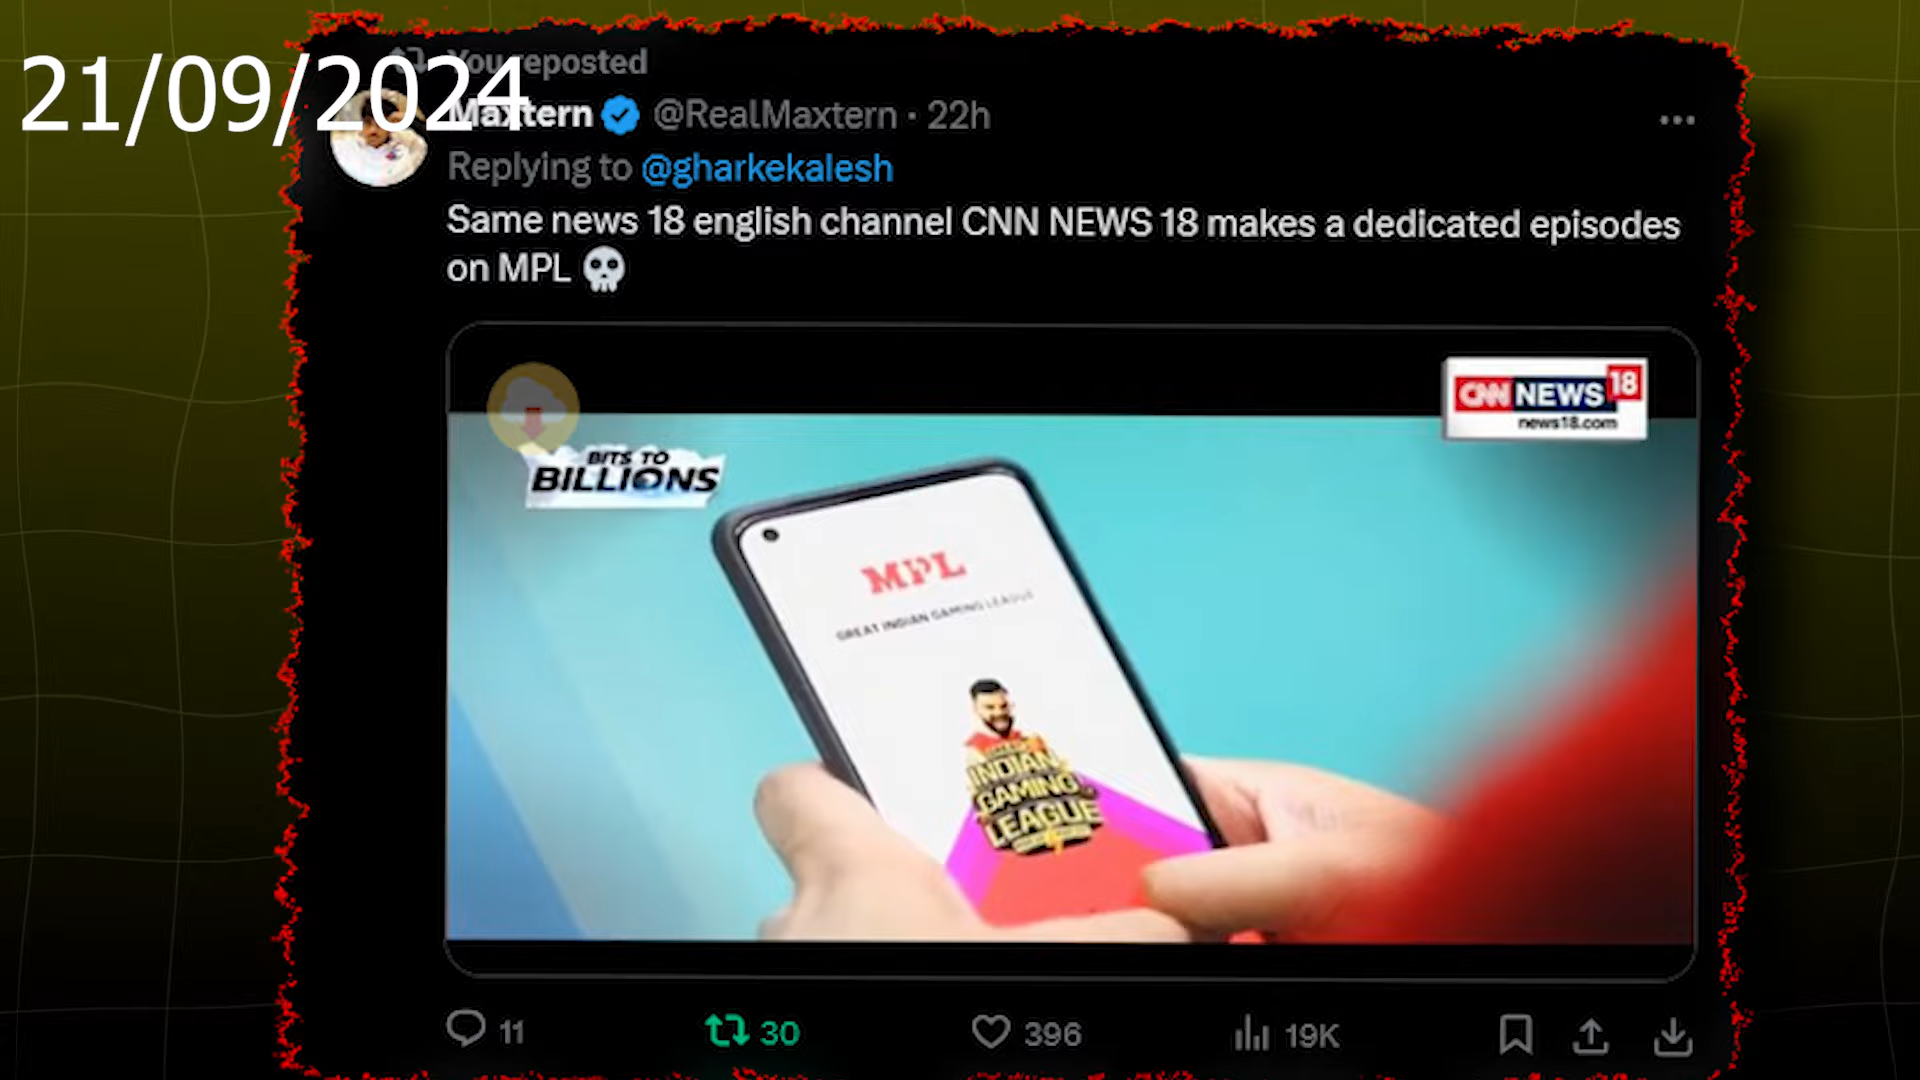 21/09/2024
You reposted
Maxtern @RealMaxtern · 22h
Replying to @gharkekalesh
Same news 18 english channel CNN NEWS 18 makes a dedicated episodes
on MPL 💀
CNN NEWS 18
news18.com
BITS TO
BILLIONS
MPL
GREAT INDIAN GAMING LEAGUE
INDIAN
GAMING
LEAGUE
11 30 396 19K